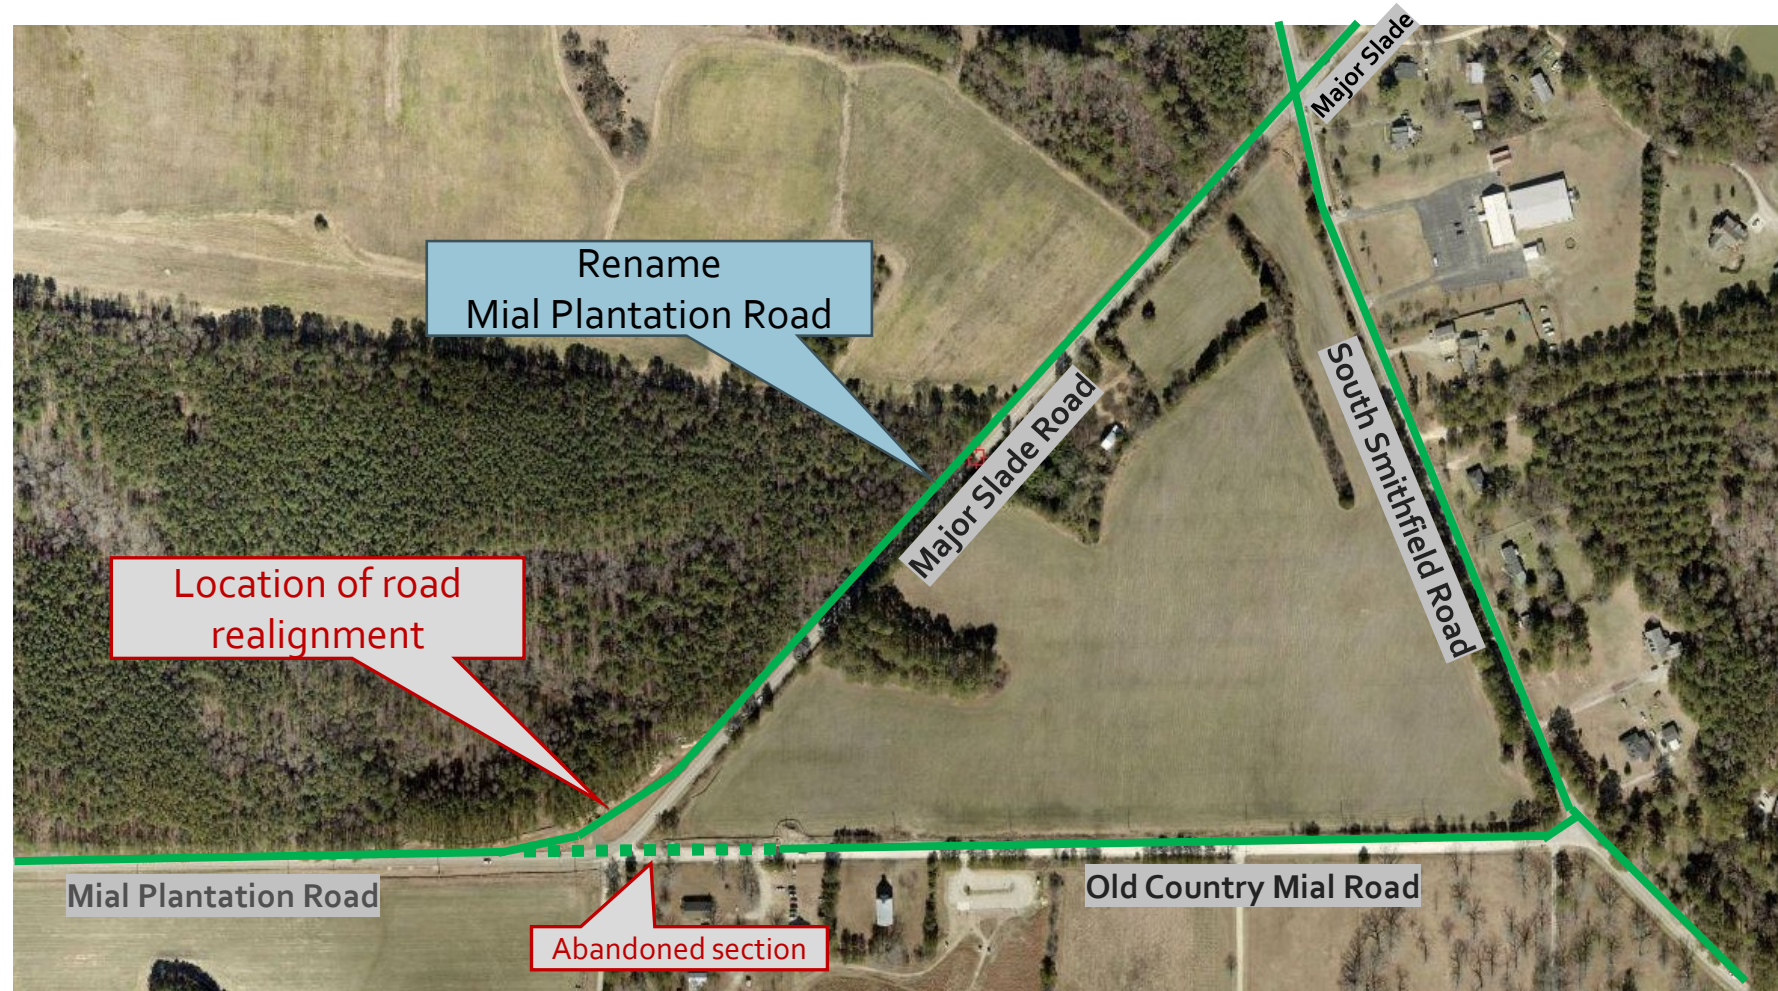 Major Slade
Rename
Mial Plantation Road
Major Slade Road
South Smithfield Road
Location of road
realignment
Mial Plantation Road
Old Country Mial Road
Abandoned section